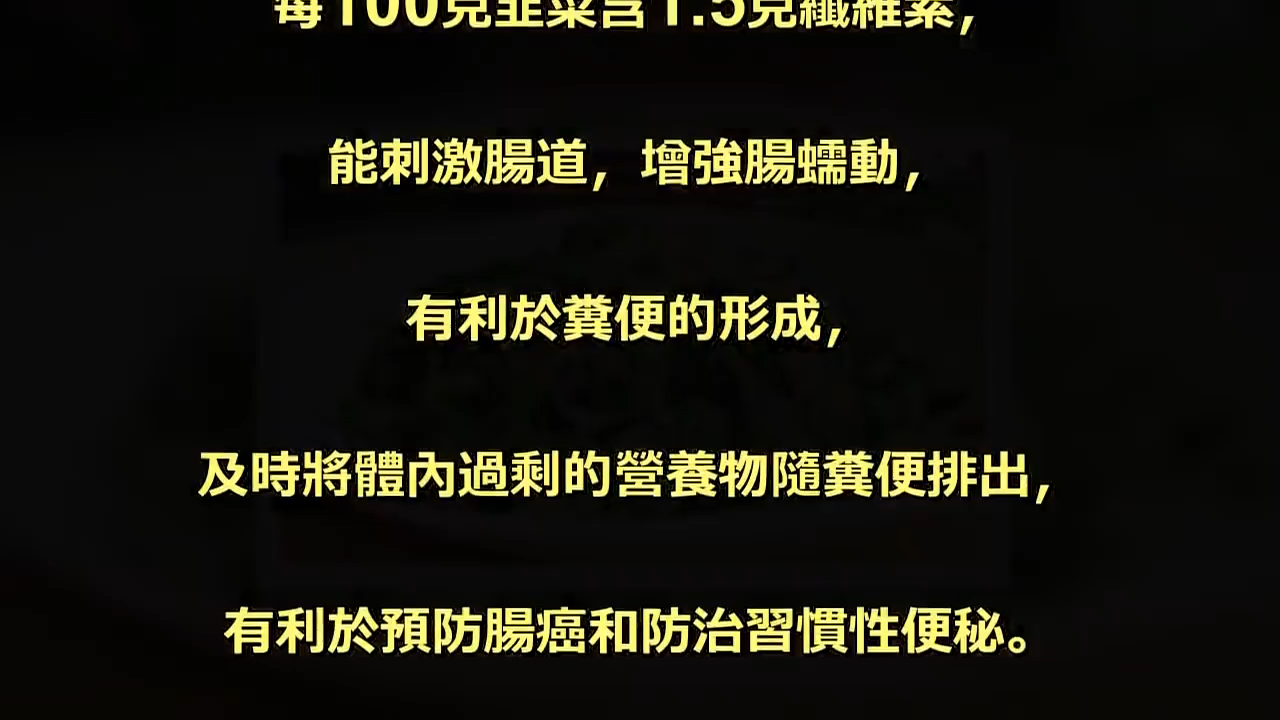 每100克韭菜含1.5克纖維素,
能刺激腸道，增強腸蠕動,
有利於糞便的形成,
及時將體內過剩的營養物隨糞便排出,
有利於預防腸癌和防治習慣性便秘。